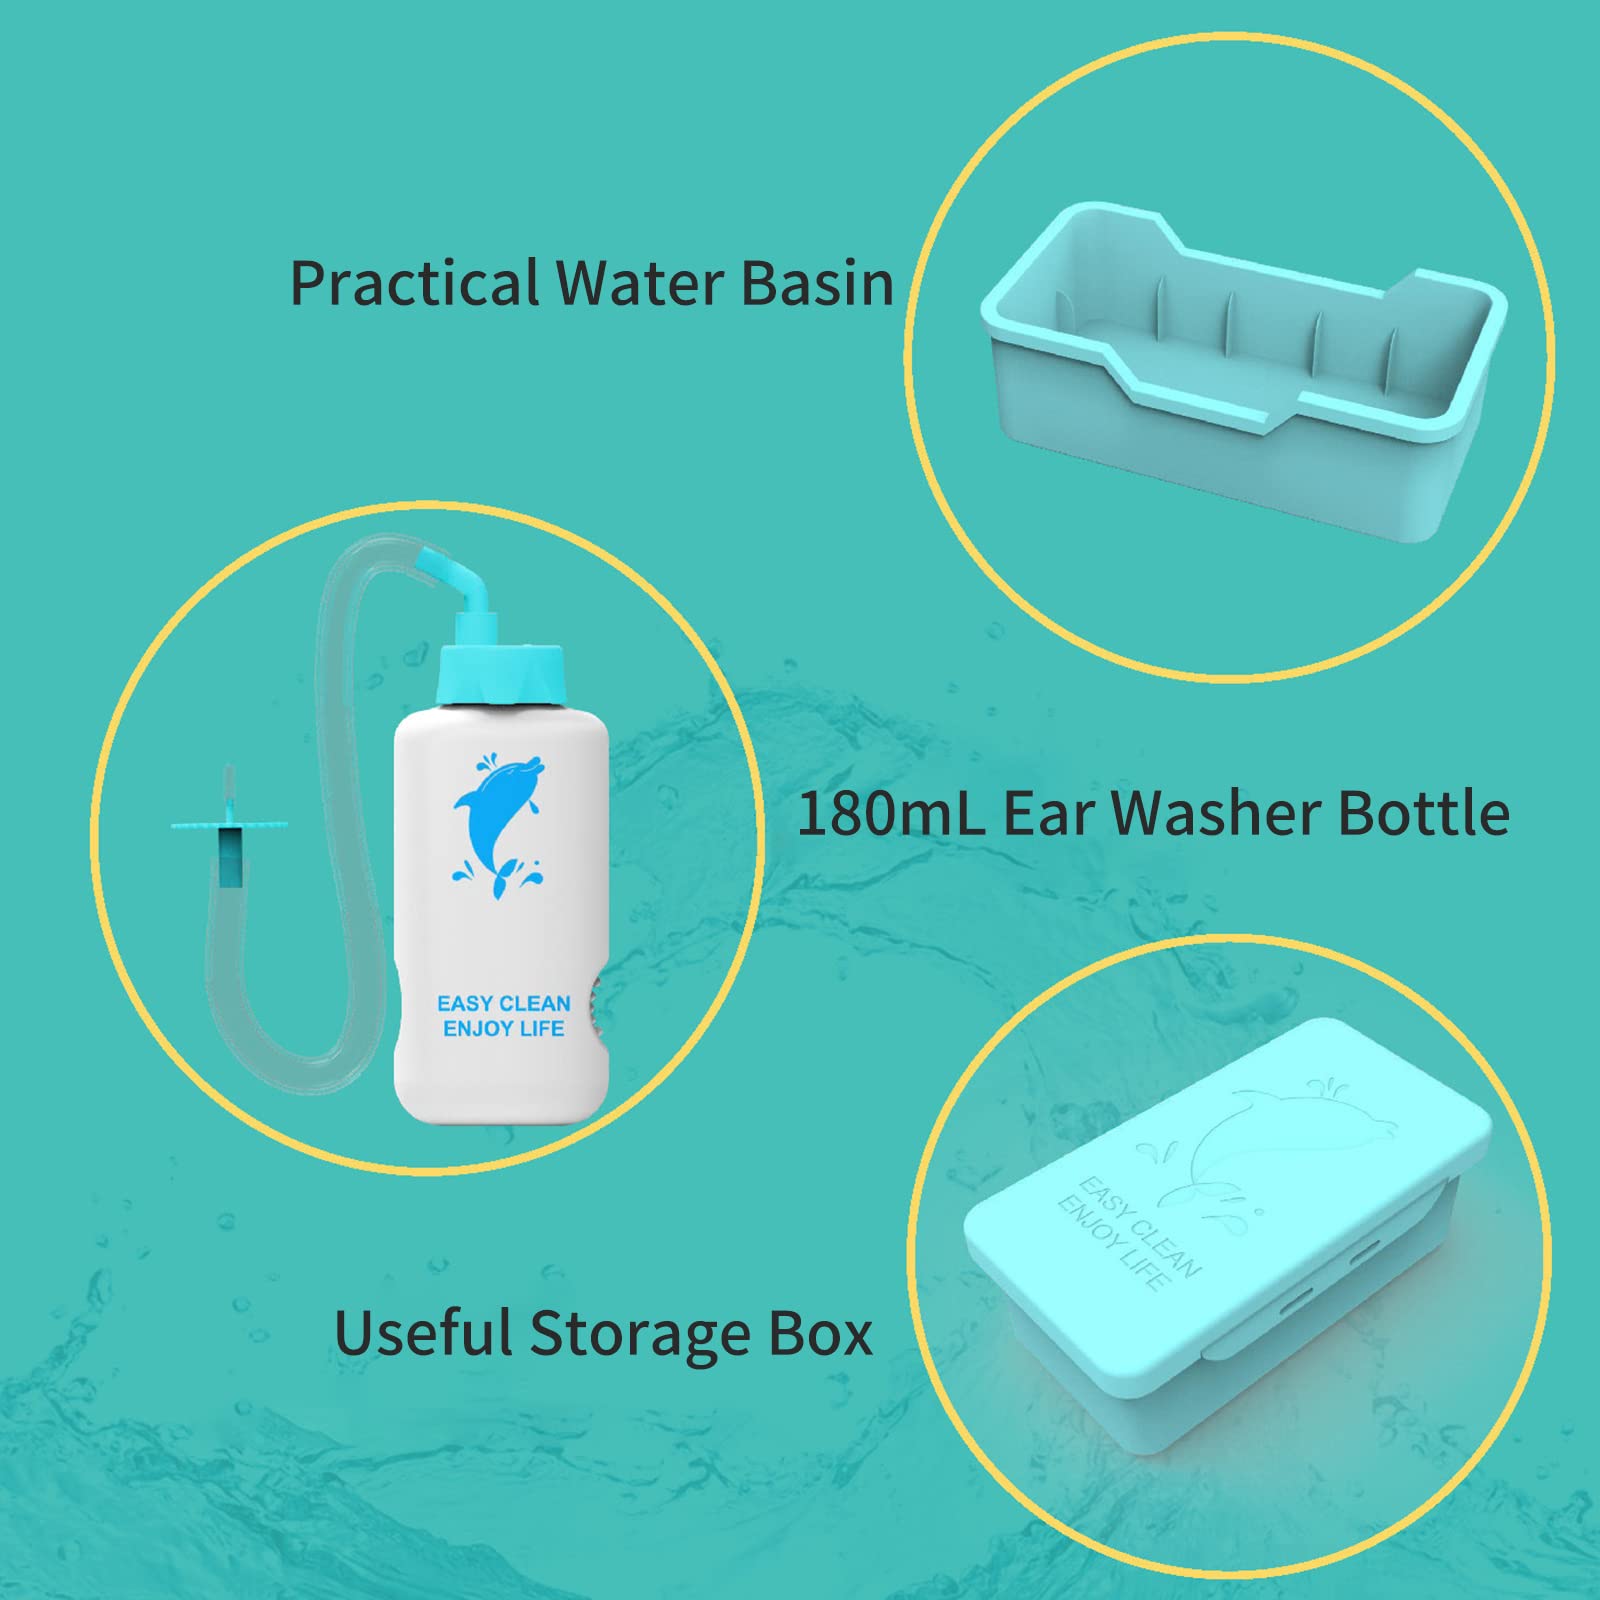 Practical Water Basin
180mL Ear Washer Bottle
EASY CLEAN
ENJOY LIFE
Useful Storage Box
EASY CLEAN
ENJOY LIFE